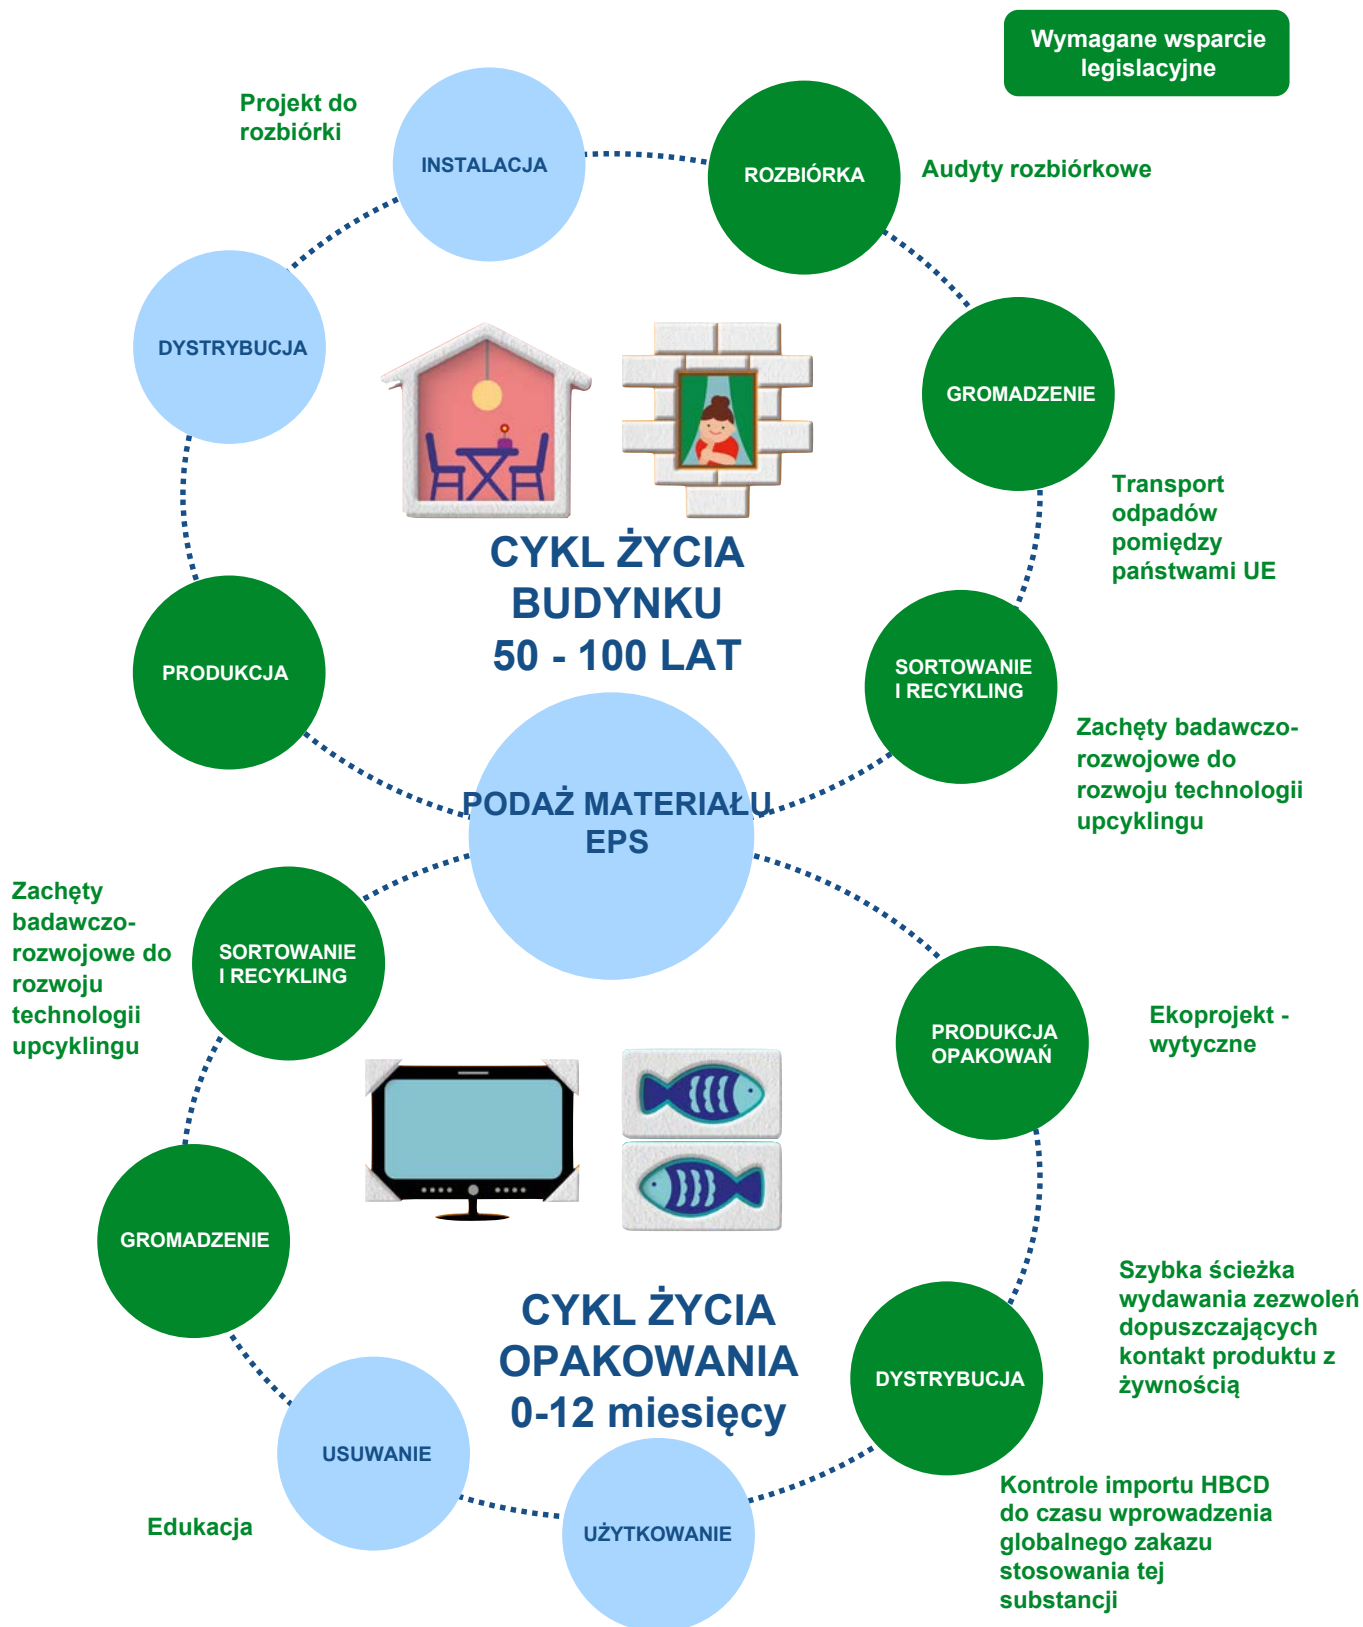 Wymagane wsparcie
legislacyjne
Projekt do
rozbiórki
INSTALACJA
ROZBIÓRKA
Audyty rozbiórkowe
DYSTRYBUCJA
GROMADZENIE
Transport
odpadów
pomiędzy
państwami UE
CYKL ŻYCIA
BUDYNKU
50 - 100 LAT
PRODUKCJA
SORTOWANIE
I RECYKLING
Zachęty badawczo-
rozwojowe do
rozwoju technologii
upcyklingu
PODAŻ MATERIAŁU
EPS
Zachęty
badawczo-
rozwojowe do
rozwoju
technologii
upcyklingu
SORTOWANIE
I RECYKLING
PRODUKCJA
OPAKOWAŃ
Ekoprojekt -
wytyczne
GROMADZENIE
Szybka ścieżka
wydawania zezwoleń
dopuszczających
kontakt produktu z
żywnością
CYKL ŻYCIA
OPAKOWANIA
0-12 miesięcy
DYSTRYBUCJA
USUWANIE
Kontrole importu HBCD
do czasu wprowadzenia
globalnego zakazu
stosowania tej
substancji
Edukacja
UŻYTKOWANIE